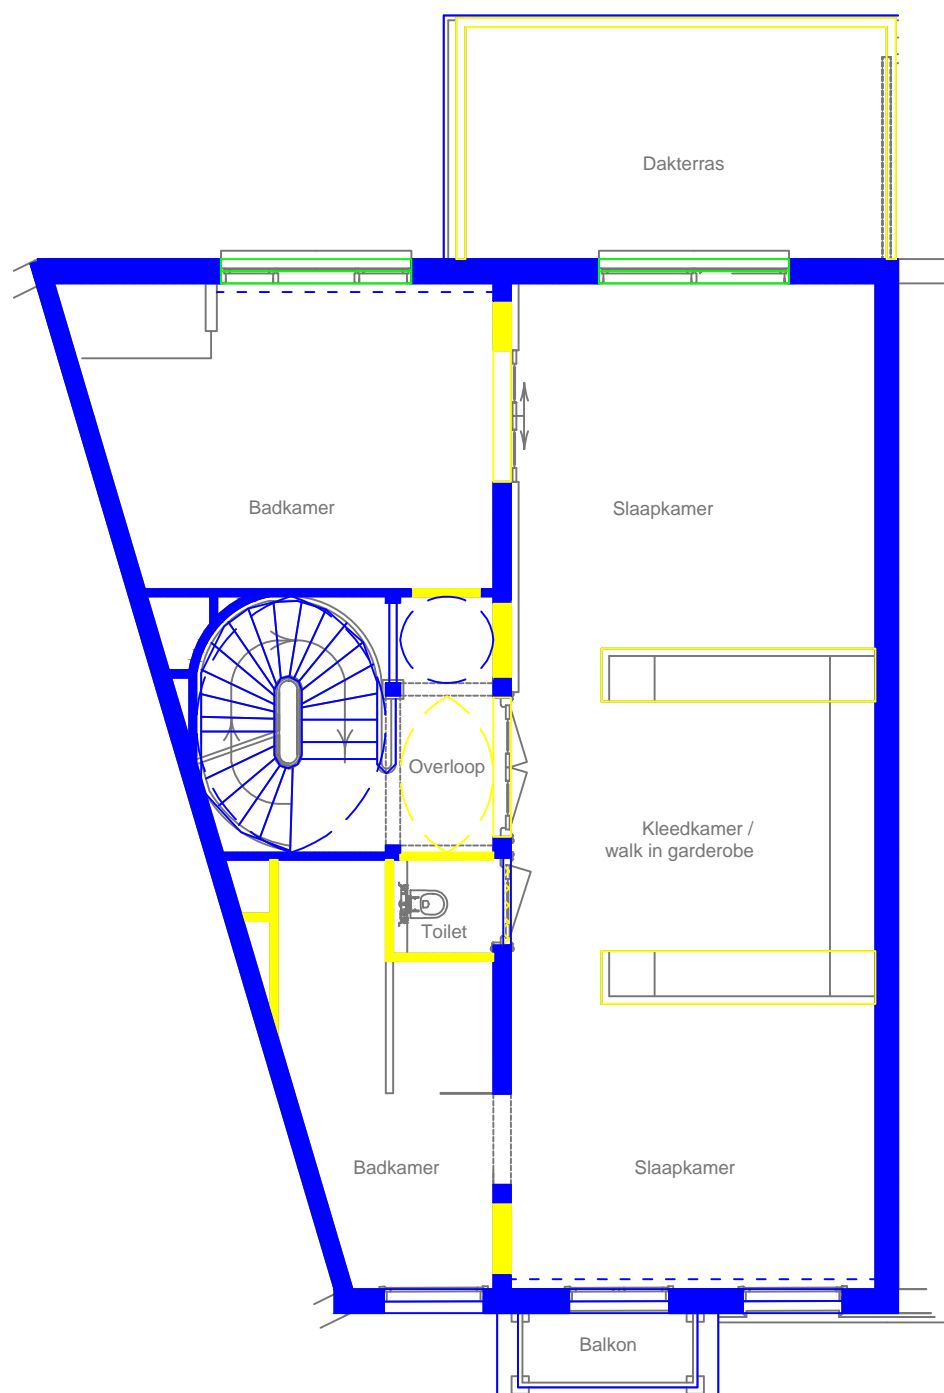 Dakterras
Badkamer
Slaapkamer
Overloop
Kleedkamer /
walk in garderobe
Toilet
Badkamer
Slaapkamer
Balkon